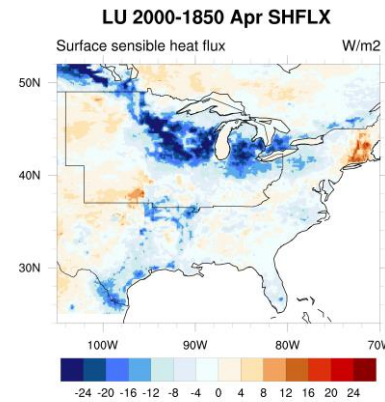 LU 2000-1850 Apr SHFLX
Surface sensible heat flux W/m2
50N
40N
30N
100W 90W 80W 70W
-24 -20 -16 -12 -8 -4 0 4 8 12 16 20 24